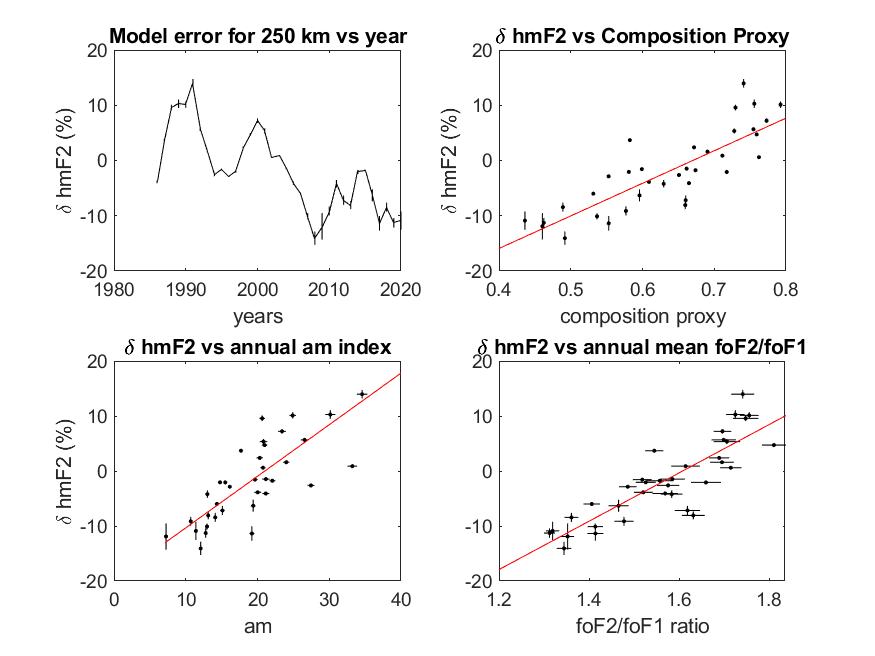 Model error for 250 km vs year
20
10
0
-10
-20
δ hmF2 (%)
1980 1990 2000 2010 2020
years
δ hmF2 vs Composition Proxy
20
10
0
-10
-20
δ hmF2 (%)
0.4 0.5 0.6 0.7 0.8
composition proxy
δ hmF2 vs annual am index
20
10
0
-10
-20
δ hmF2 (%)
0 10 20 30 40
am
δ hmF2 vs annual mean foF2/foF1
20
10
0
-10
-20
1.2 1.4 1.6 1.8
foF2/foF1 ratio